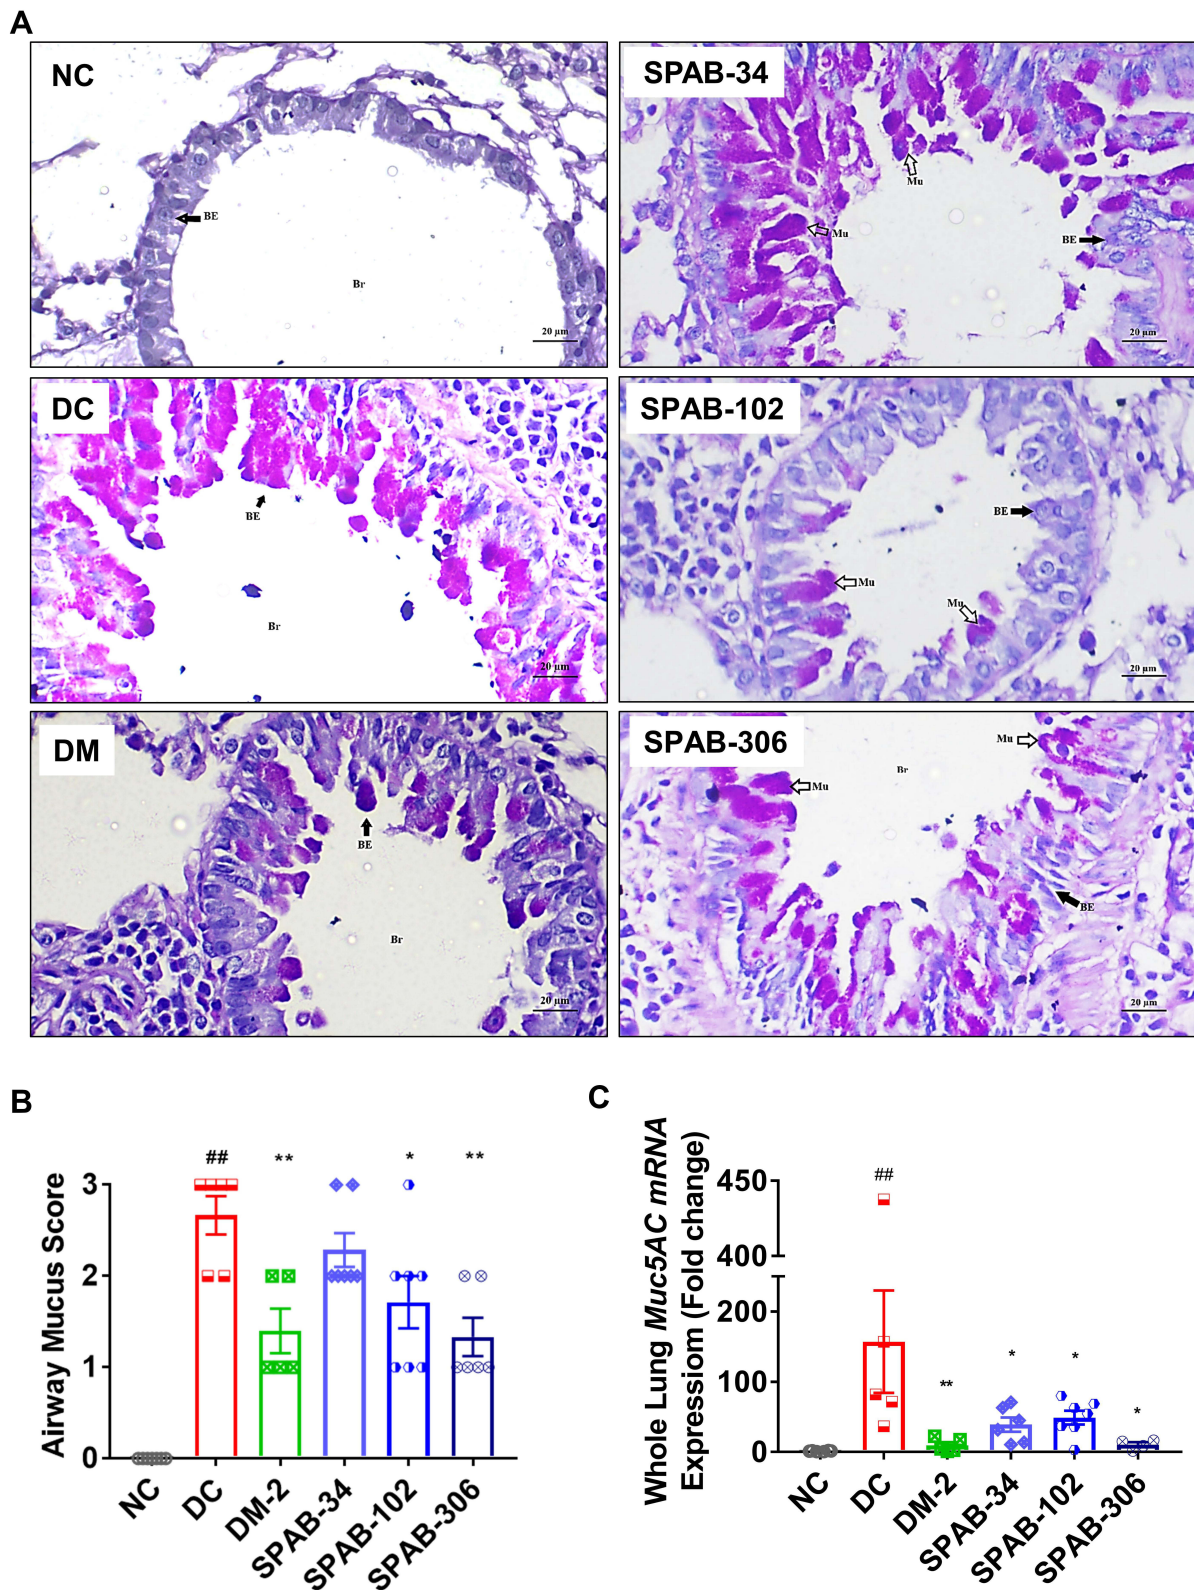 A
NC
BE
Br
20 µm
SPAB-34
Mu
Mu
BE
20 µm
DC
BE
Br
20 µm
SPAB-102
BE
Mu
Mu
20 µm
DM
BE
Br
20 µm
SPAB-306
Mu
Br
Mu
BE
20 µm
B
Airway Mucus Score
3
2
1
0
##
**
*
**
NC
DC
DM-2
SPAB-34
SPAB-102
SPAB-306
C
Whole Lung Muc5AC mRNA
Expressiom (Fold change)
450
400
200
100
0
##
**
*
*
*
NC
DC
DM-2
SPAB-34
SPAB-102
SPAB-306